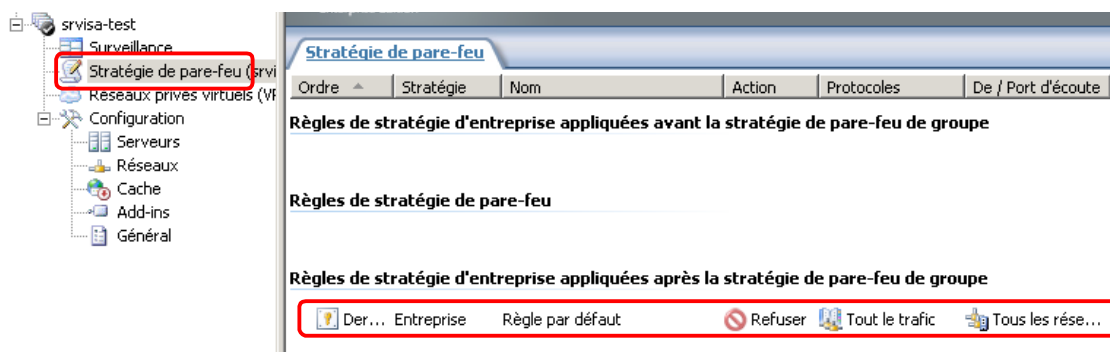 srvisa-test
Surveillance
Stratégie de pare-feu (srvi
Réseaux privés virtuels (VF
Configuration
Serveurs
Réseaux
Cache
Add-ins
Général
Stratégie de pare-feu
Ordre Stratégie Nom Action Protocoles De / Port d'écoute
Règles de stratégie d'entreprise appliquées avant la stratégie de pare-feu de groupe
Règles de stratégie de pare-feu
Règles de stratégie d'entreprise appliquées après la stratégie de pare-feu de groupe
Der... Entreprise Règle par défaut Refuser Tout le trafic Tous les rése...